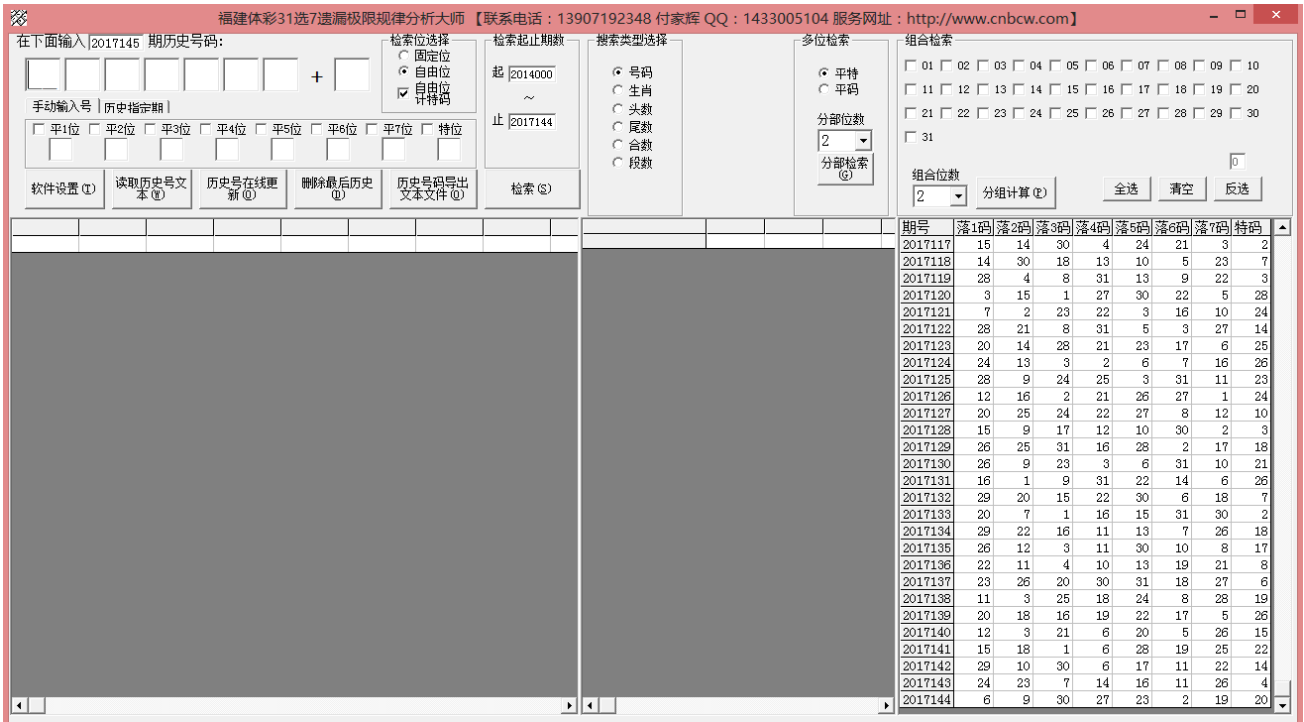 福建体彩31选7遗漏极限规律分析大师 【联系电话：13907192348 付家辉 QQ：1433005104 服务网址：http://www.cnbcw.com】
在下面输入 2017145 期历史号码:
+
手动输入号 历史指定期
平1位 平2位 平3位 平4位 平5位 平6位 平7位 特位
软件设置(I) 读取历史号文本(W) 历史号在线更新(O) 删除最后历史(D) 历史号码导出文本文件(O)
检索位选择
固定位
自由位
自由位计特码
检索起止期数
起 2014000
～
止 2017144
检索(S)
搜索类型选择
号码
生肖
头数
尾数
合数
段数
多位检索
平特
平码
分部位数
2
分部检索(G)
组合检索
01 02 03 04 05 06 07 08 09 10
11 12 13 14 15 16 17 18 19 20
21 22 23 24 25 26 27 28 29 30
31
0
组合位数
2 分组计算(P) 全选 清空 反选
期号 落1码 落2码 落3码 落4码 落5码 落6码 落7码 特码
2017117 15 14 30 4 24 21 3 2
2017118 14 30 18 13 10 5 23 7
2017119 28 4 8 31 13 9 22 3
2017120 3 15 1 27 30 22 5 28
2017121 7 2 23 22 3 16 10 24
2017122 28 21 8 31 5 3 27 14
2017123 20 14 28 21 23 17 6 25
2017124 24 13 3 2 6 7 16 26
2017125 28 9 24 25 3 31 11 23
2017126 12 16 2 21 26 27 1 24
2017127 20 25 24 22 27 8 12 10
2017128 15 9 17 12 10 30 2 3
2017129 26 25 31 16 28 2 17 18
2017130 26 9 23 3 6 31 10 21
2017131 16 1 9 31 22 14 6 26
2017132 29 20 15 22 30 6 18 7
2017133 20 7 1 16 15 31 30 2
2017134 29 22 16 11 13 7 26 18
2017135 26 12 3 11 30 10 8 17
2017136 22 11 4 10 13 19 21 8
2017137 23 26 20 30 31 18 27 6
2017138 11 3 25 18 24 8 28 19
2017139 20 18 16 19 22 17 5 26
2017140 12 3 21 6 20 5 26 15
2017141 15 18 1 6 28 19 25 22
2017142 29 10 30 6 17 11 22 14
2017143 24 23 7 14 16 11 26 4
2017144 6 9 30 27 23 2 19 20